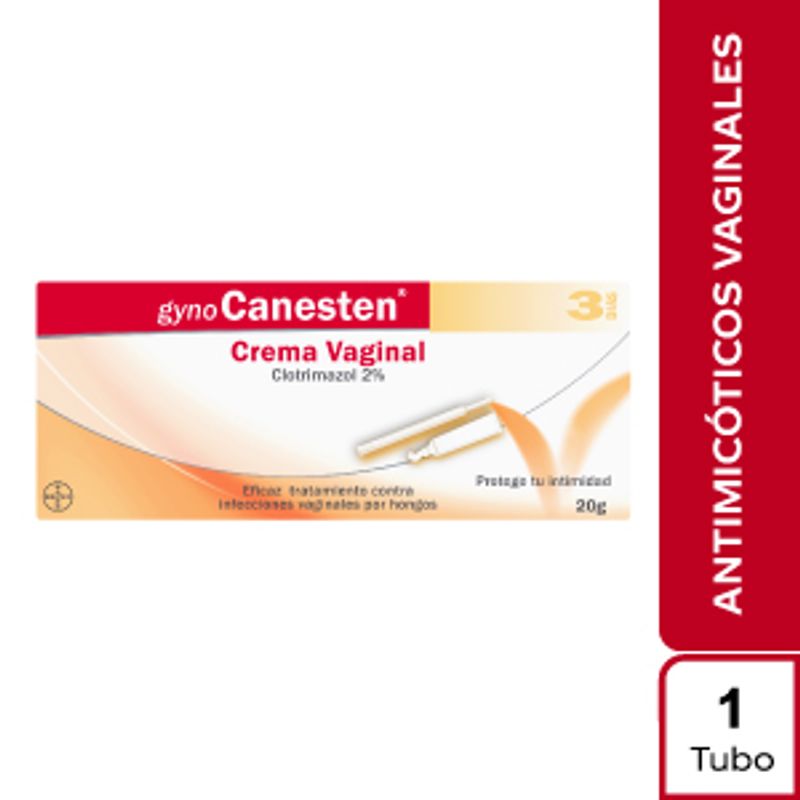 gynoCanesten®
3 DÍAS
Crema Vaginal
Clotrimazol 2%
Protege tu intimidad
Eficaz tratamiento contra
infecciones vaginales por hongos
20g
ANTIMICÓTICOS VAGINALES
1
Tubo